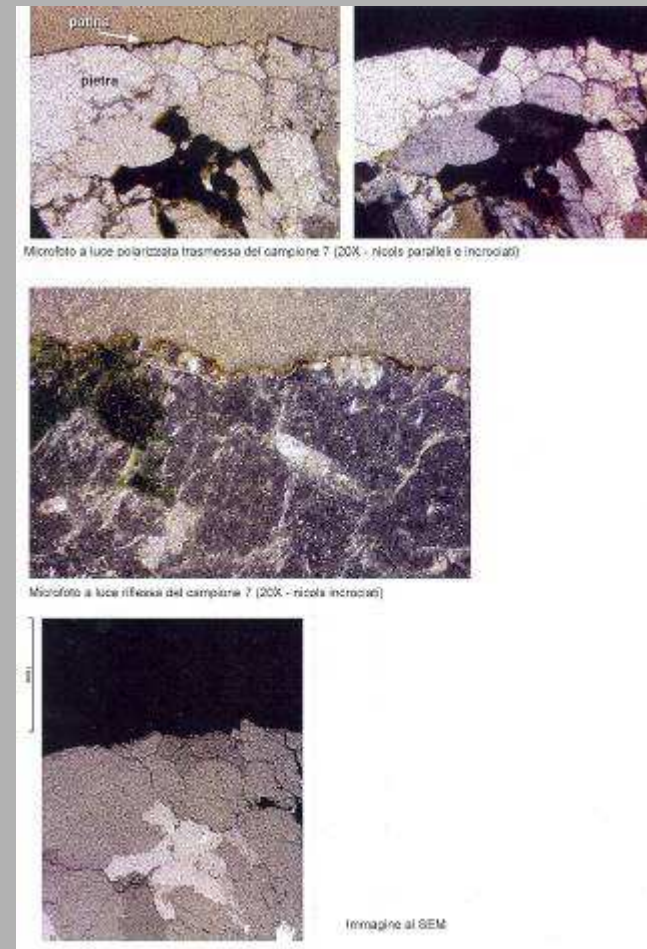 patina
pietra
Microfoto a luce polarizzata trasmessa del campione 7 (20X - nicols paralleli e incrociati)
Microfoto a luce riflessa del campione 7 (20X - nicols incrociati)
Immagine al SEM